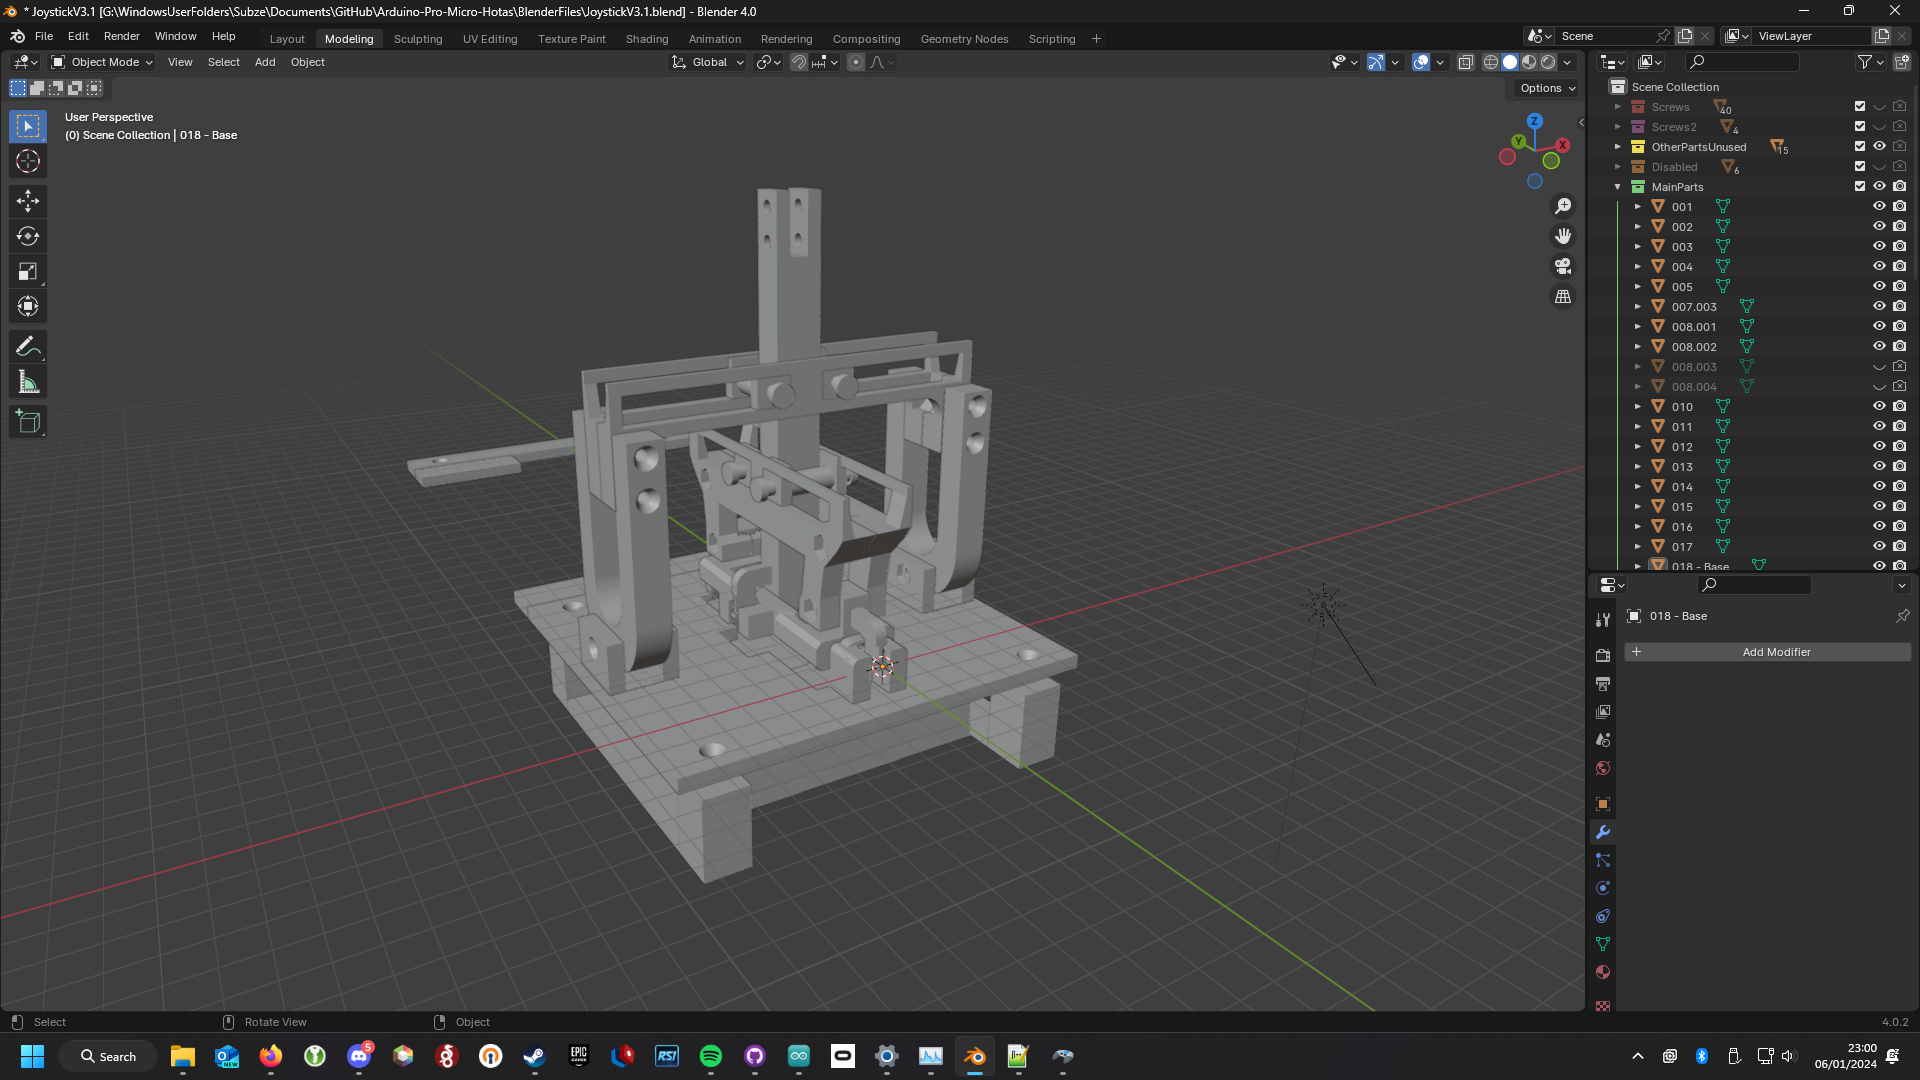 * JoystickV3.1 [G:\WindowsUserFolders\Subze\Documents\GitHub\Arduino-Pro-Micro-Hotas\BlenderFiles\JoystickV3.1.blend] - Blender 4.0
File Edit Render Window Help Layout Modeling Sculpting UV Editing Texture Paint Shading Animation Rendering Compositing Geometry Nodes Scripting + Scene ViewLayer
Object Mode View Select Add Object Global
Options
User Perspective
(0) Scene Collection | 018 - Base
Z
Y
X
Scene Collection
Screws 40
Screws2 4
OtherPartsUnused 15
Disabled 6
MainParts
001
002
003
004
005
007.003
008.001
008.002
008.003
008.004
010
011
012
013
014
015
016
017
018 - Base
018 - Base
+ Add Modifier
Select Rotate View Object 4.0.2
Search
NEW
5
EPIC GAMES
RSI
23:00
06/01/2024